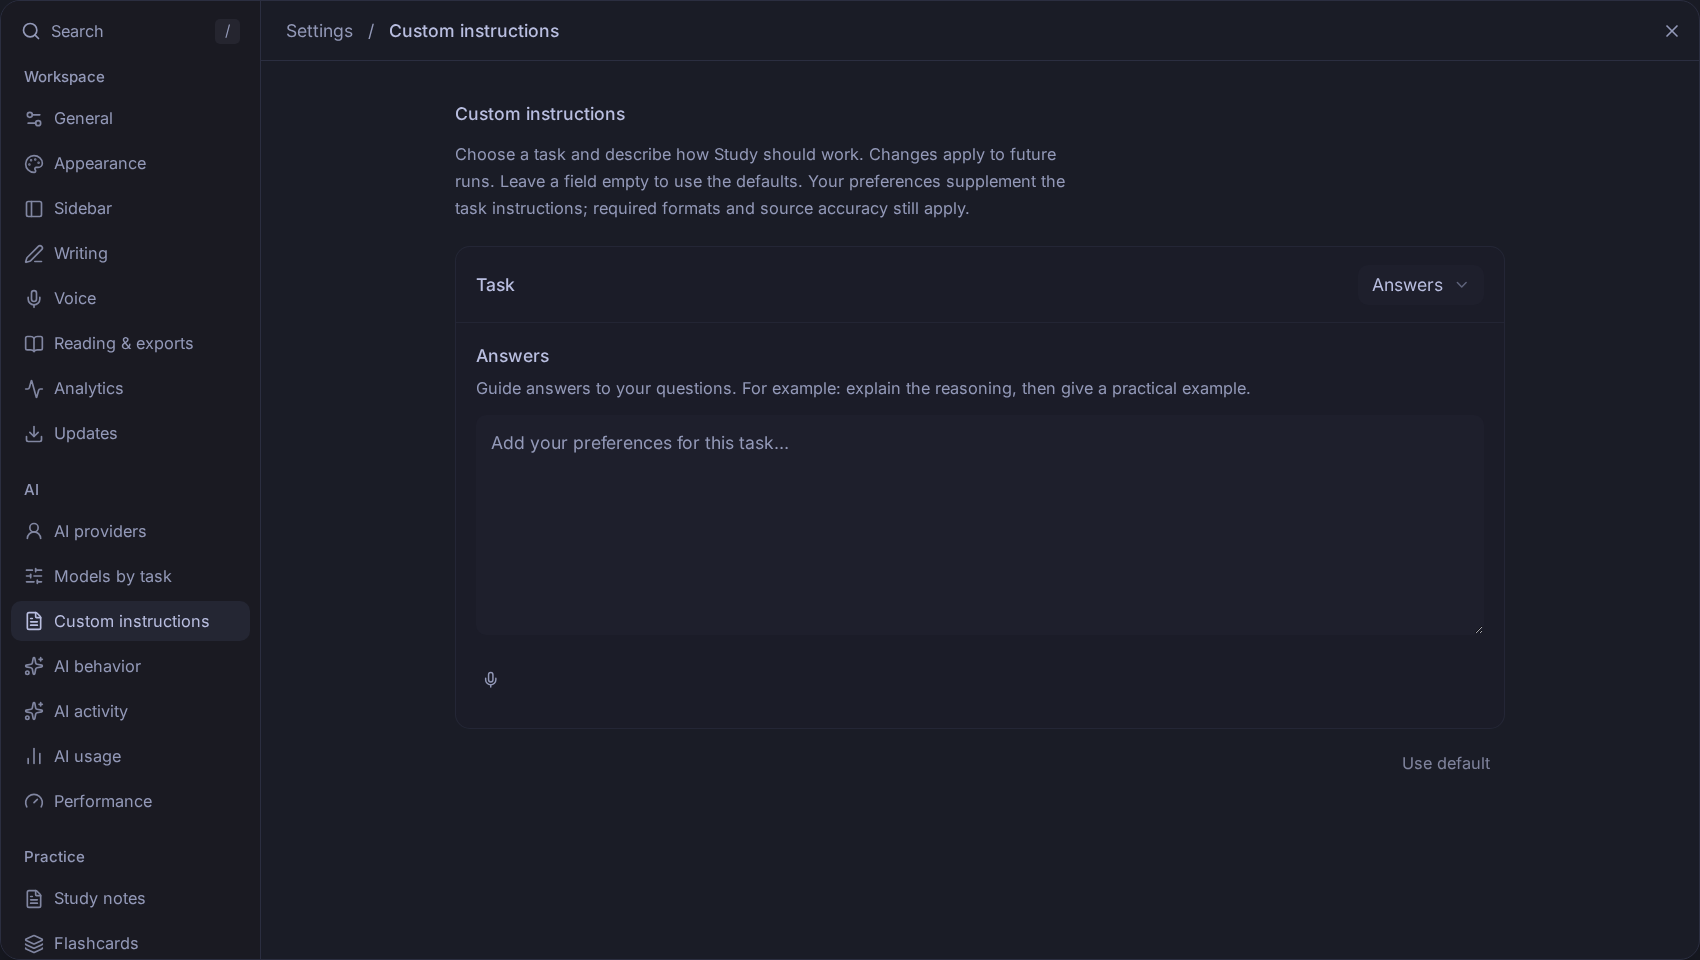 Search /
Workspace
General
Appearance
Sidebar
Writing
Voice
Reading & exports
Analytics
Updates
AI
AI providers
Models by task
Custom instructions
AI behavior
AI activity
AI usage
Performance
Practice
Study notes
Flashcards
Settings / Custom instructions
Custom instructions
Choose a task and describe how Study should work. Changes apply to future
runs. Leave a field empty to use the defaults. Your preferences supplement the
task instructions; required formats and source accuracy still apply.
Task Answers
Answers
Guide answers to your questions. For example: explain the reasoning, then give a practical example.
Add your preferences for this task...
Use default